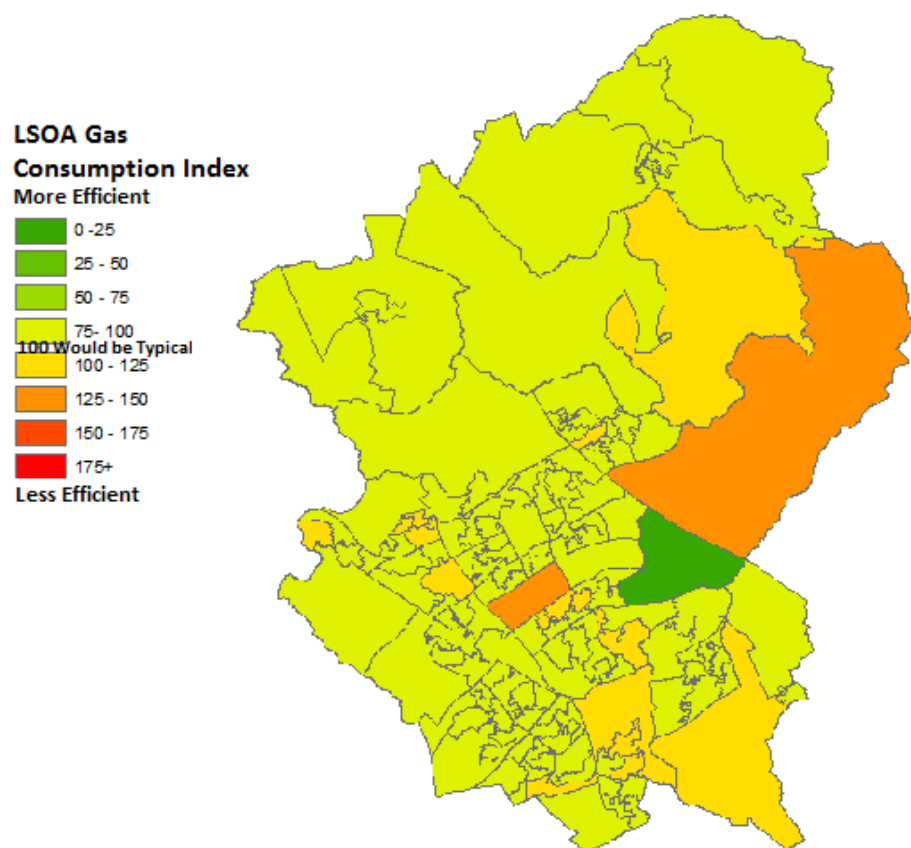 LSOA Gas
Consumption Index
More Efficient
0 -25
25 - 50
50 - 75
75- 100
100 Would be Typical
100 - 125
125 - 150
150 - 175
175+
Less Efficient